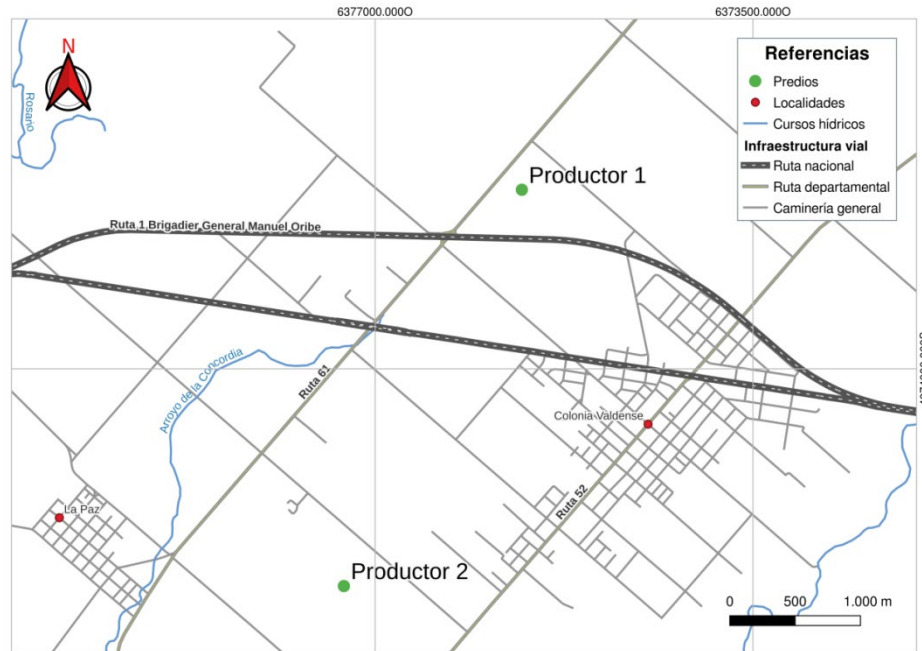 6377000.000O
6373500.000O
N
Rosario
Referencias
Predios
Localidades
Cursos hídricos
Infraestructura vial
Ruta nacional
Ruta departamental
Caminería general
Productor 1
Ruta 1 Brigadier General Manuel Oribe
Arroyo de la Concordia
Ruta 61
Colonia Valdense
Ruta 52
La Paz
Productor 2
0 500 1.000 m